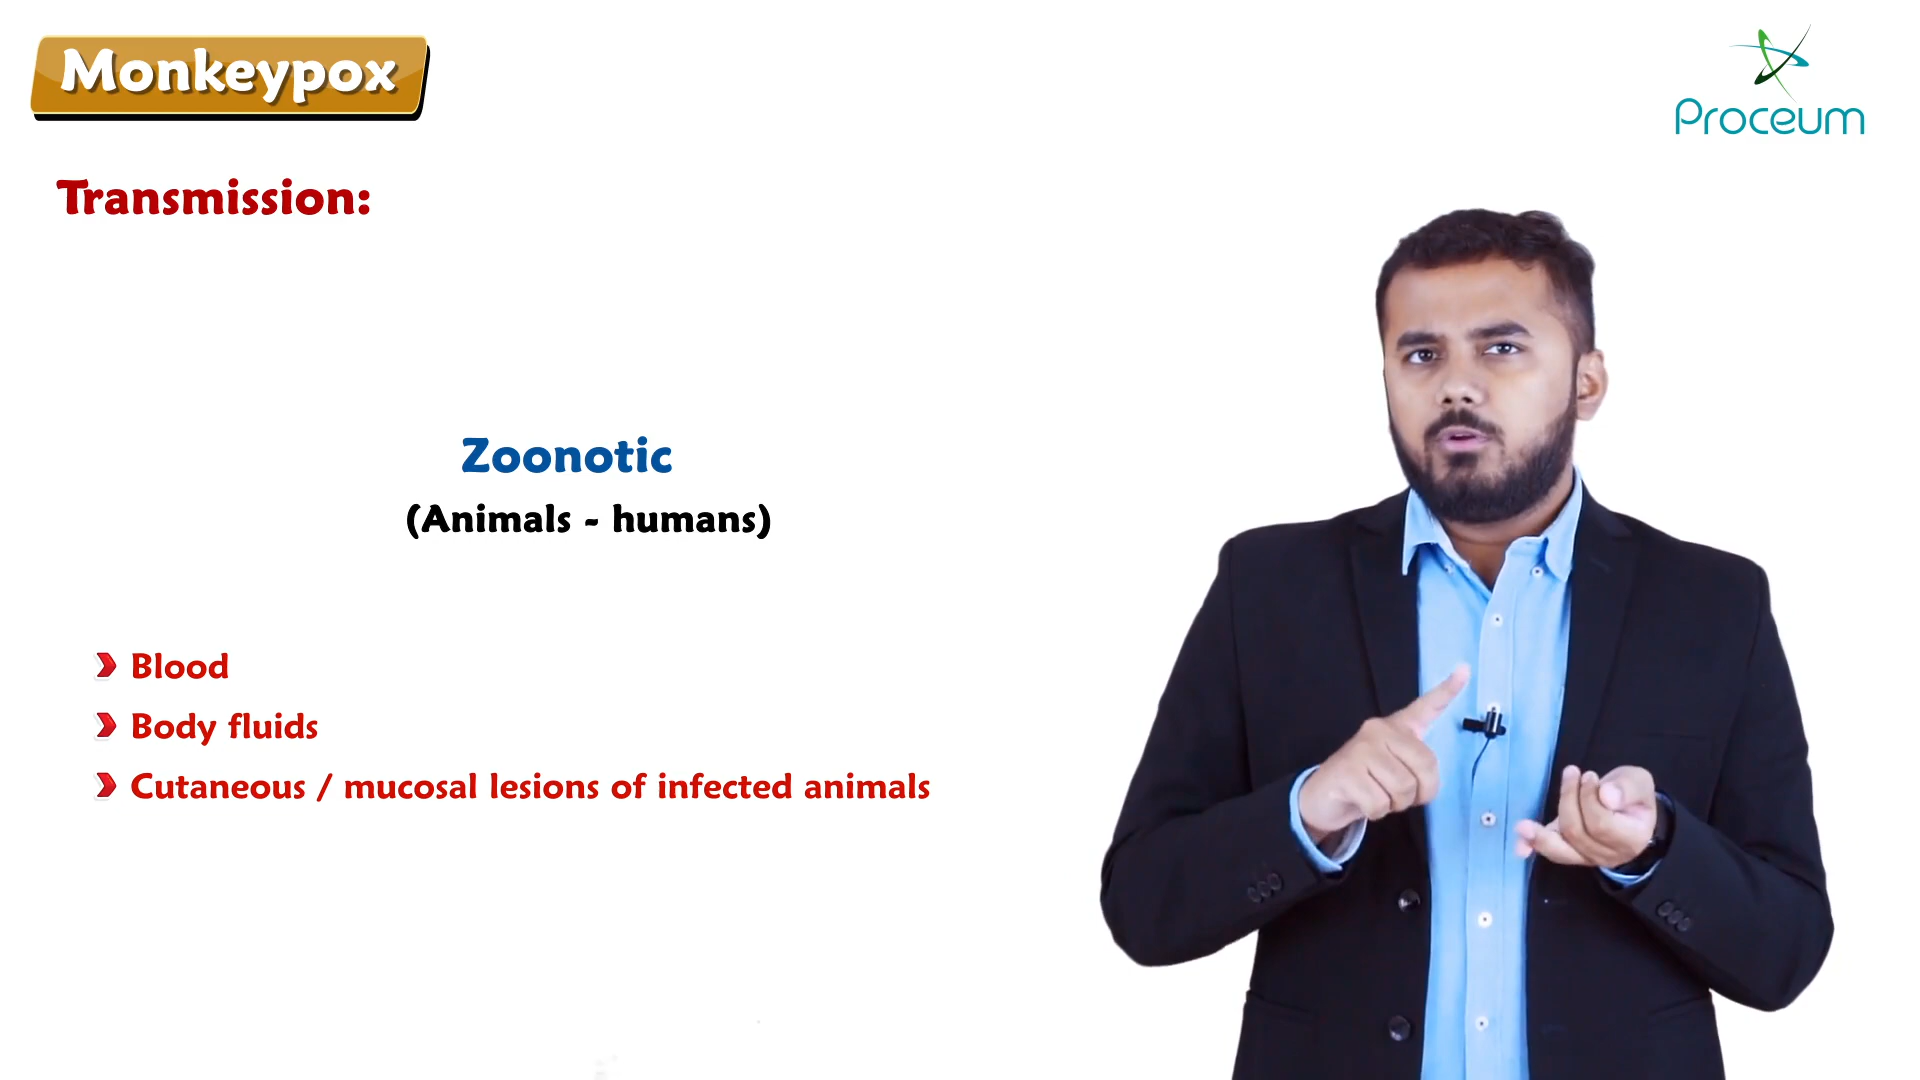 Monkeypox
Proceum
Transmission:
Zoonotic
(Animals - humans)
Blood
Body fluids
Cutaneous / mucosal lesions of infected animals